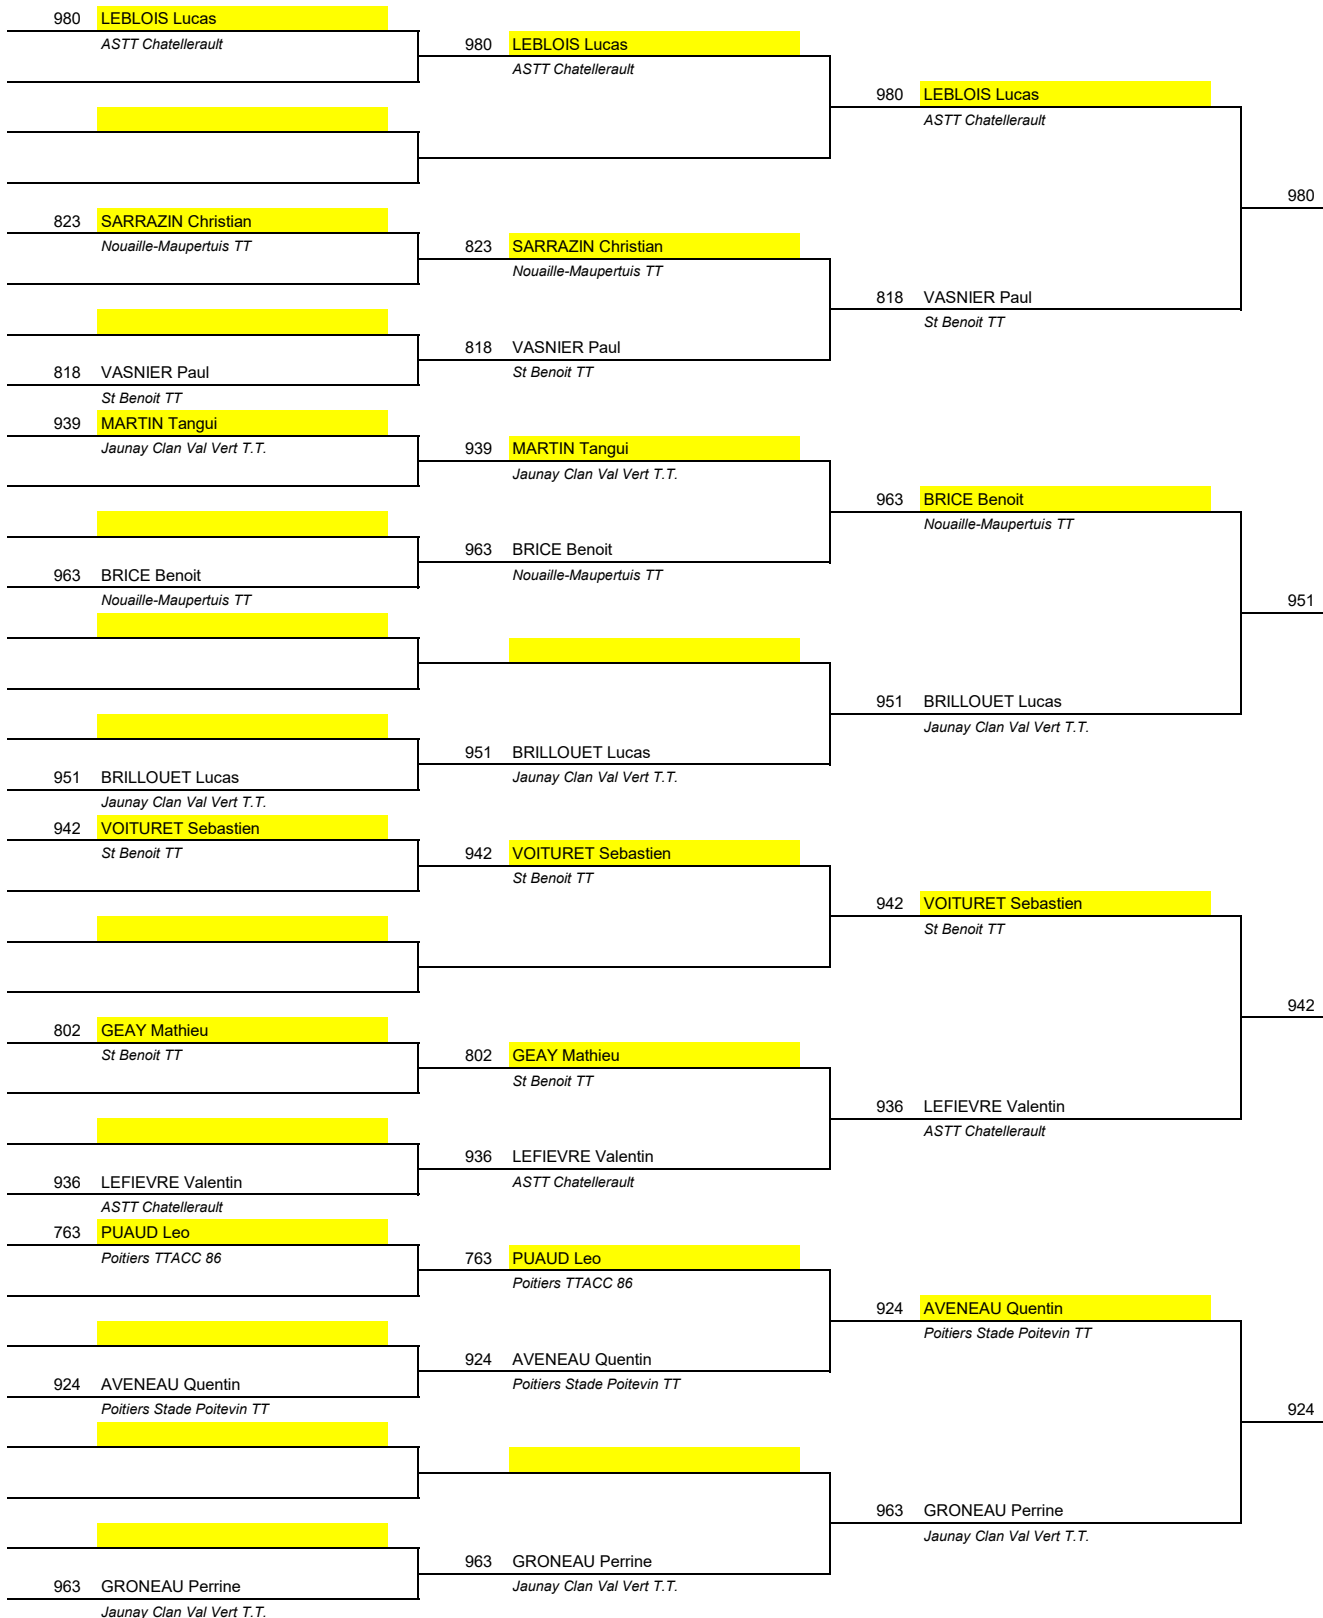 980 LEBLOIS Lucas
ASTT Chatellerault
980 LEBLOIS Lucas
ASTT Chatellerault
980 LEBLOIS Lucas
ASTT Chatellerault
980
823 SARRAZIN Christian
Nouaille-Maupertuis TT
823 SARRAZIN Christian
Nouaille-Maupertuis TT
818 VASNIER Paul
St Benoit TT
818 VASNIER Paul
St Benoit TT
818 VASNIER Paul
St Benoit TT
939 MARTIN Tangui
Jaunay Clan Val Vert T.T.
939 MARTIN Tangui
Jaunay Clan Val Vert T.T.
963 BRICE Benoit
Nouaille-Maupertuis TT
963 BRICE Benoit
Nouaille-Maupertuis TT
963 BRICE Benoit
Nouaille-Maupertuis TT
951
951 BRILLOUET Lucas
Jaunay Clan Val Vert T.T.
951 BRILLOUET Lucas
Jaunay Clan Val Vert T.T.
951 BRILLOUET Lucas
Jaunay Clan Val Vert T.T.
942 VOITURET Sebastien
St Benoit TT
942 VOITURET Sebastien
St Benoit TT
942 VOITURET Sebastien
St Benoit TT
942
802 GEAY Mathieu
St Benoit TT
802 GEAY Mathieu
St Benoit TT
936 LEFIEVRE Valentin
ASTT Chatellerault
936 LEFIEVRE Valentin
ASTT Chatellerault
936 LEFIEVRE Valentin
ASTT Chatellerault
763 PUAUD Leo
Poitiers TTACC 86
763 PUAUD Leo
Poitiers TTACC 86
924 AVENEAU Quentin
Poitiers Stade Poitevin TT
924 AVENEAU Quentin
Poitiers Stade Poitevin TT
924 AVENEAU Quentin
Poitiers Stade Poitevin TT
924
963 GRONEAU Perrine
Jaunay Clan Val Vert T.T.
963 GRONEAU Perrine
Jaunay Clan Val Vert T.T.
963 GRONEAU Perrine
Jaunay Clan Val Vert T.T.